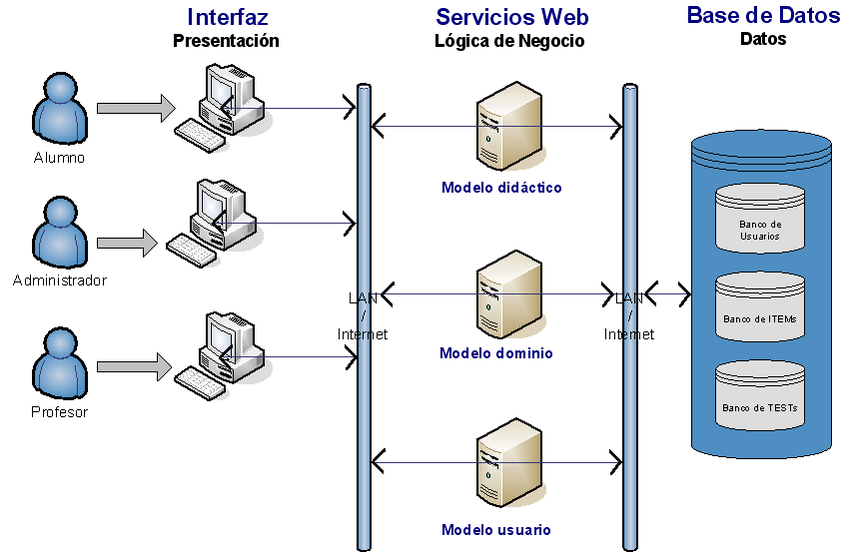 Interfaz
Presentación
Servicios Web
Lógica de Negocio
Base de Datos
Datos
Alumno
Administrador
Profesor
LAN
/
Internet
Modelo didáctico
Modelo dominio
Modelo usuario
LAN
/
Internet
Banco de
Usuarios
Banco de ITEMs
Banco de TESTs